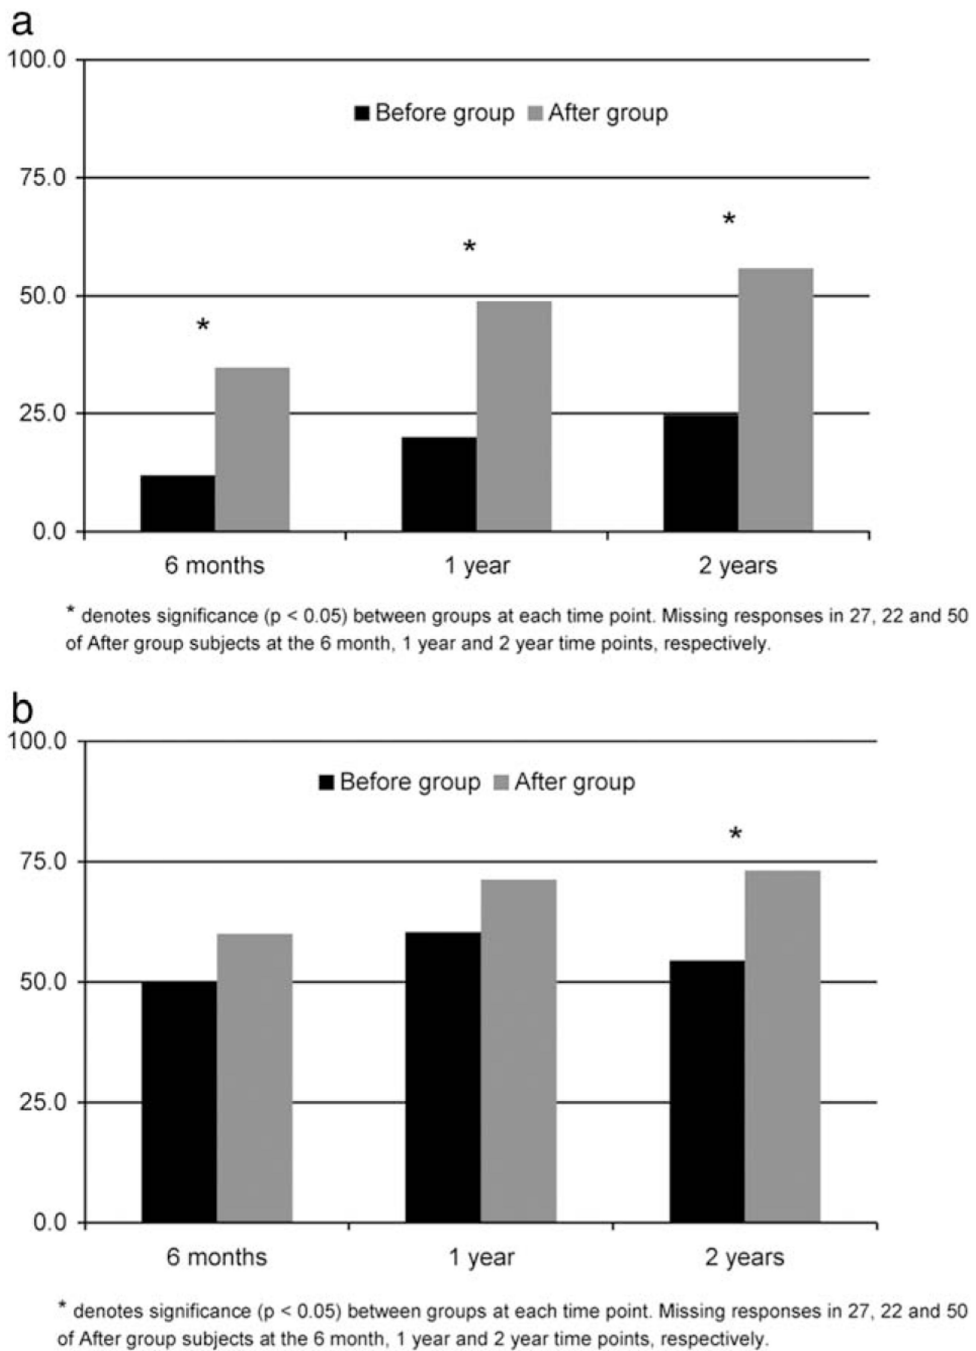 a
100.0
Before group After group
75.0
*
*
50.0
*
25.0
0.0
6 months 1 year 2 years
* denotes significance (p < 0.05) between groups at each time point. Missing responses in 27, 22 and 50
of After group subjects at the 6 month, 1 year and 2 year time points, respectively.
b
100.0
Before group After group
*
75.0
50.0
25.0
0.0
6 months 1 year 2 years
* denotes significance (p < 0.05) between groups at each time point. Missing responses in 27, 22 and 50
of After group subjects at the 6 month, 1 year and 2 year time points, respectively.